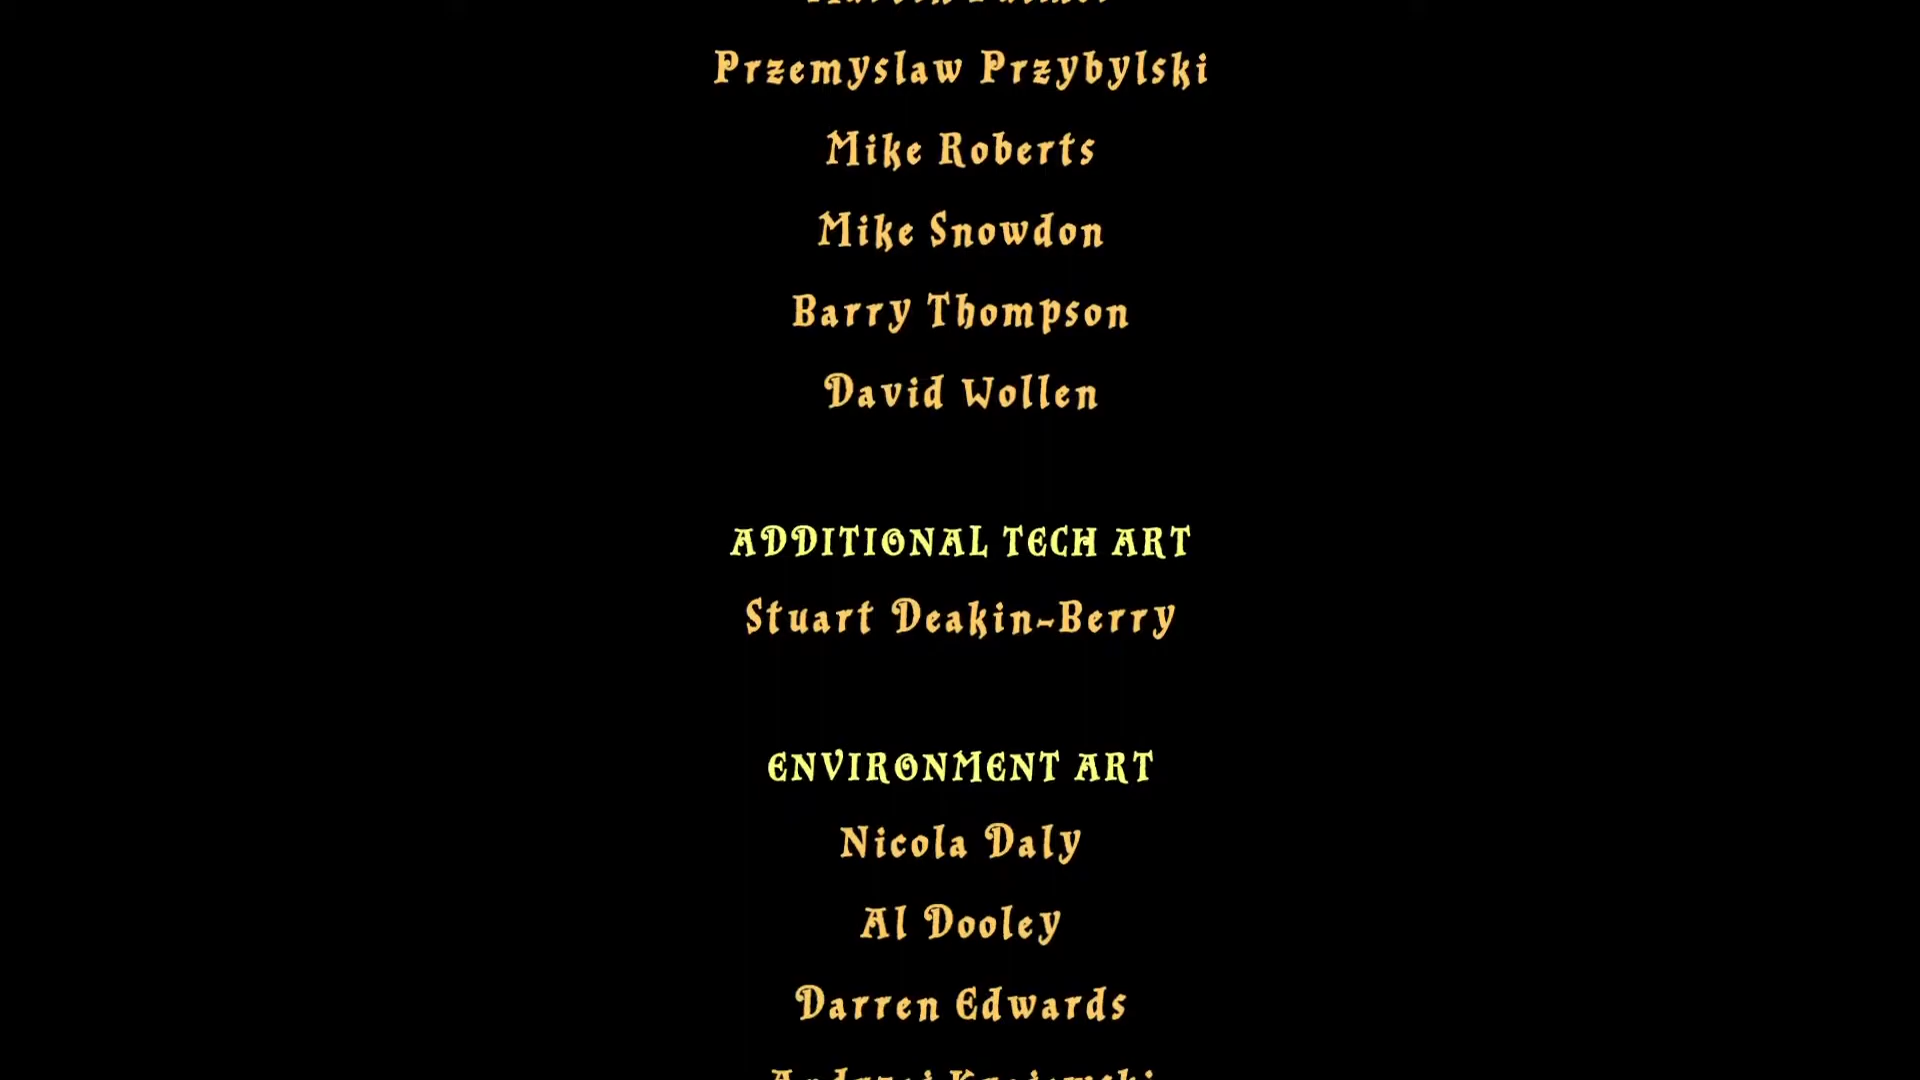 Przemyslaw Przybylski
Mike Roberts
Mike Snowdon
Barry Thompson
David Wollen
ADDITIONAL TECH ART
Stuart Deakin-Berry
ENVIRONMENT ART
Nicola Daly
Al Dooley
Darren Edwards